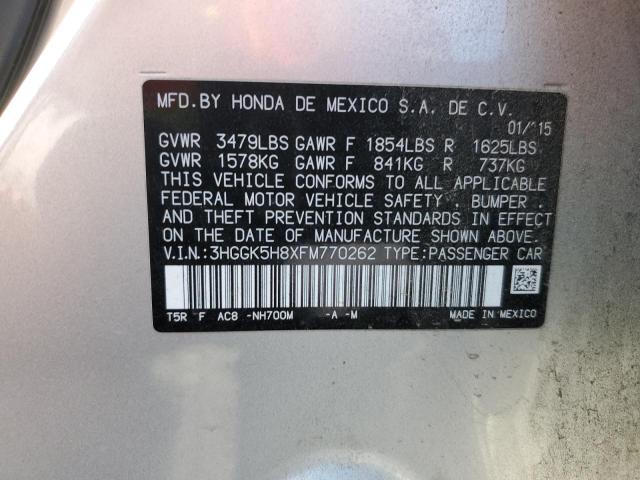 MFD.BY HONDA DE MEXICO S.A. DE C.V.
01/15
GVWR 3479LBS GAWR F 1854LBS R 1625LBS
GVWR 1578KG GAWR F 841KG R 737KG
THIS VEHICLE CONFORMS TO ALL APPLICABLE
FEDERAL MOTOR VEHICLE SAFETY . BUMPER .
AND THEFT PREVENTION STANDARDS IN EFFECT
ON THE DATE OF MANUFACTURE SHOWN ABOVE.
V.I.N.:3HGGK5H8XFM770262 TYPE:PASSENGER CAR
T5R F AC8 -NH700M -A -M MADE IN MEXICO